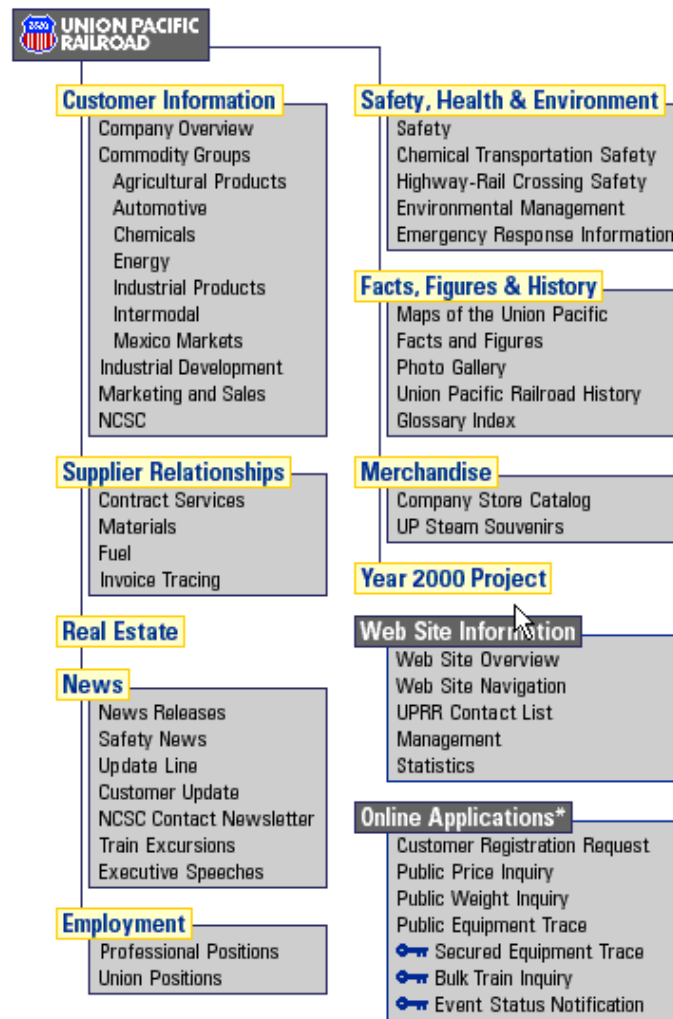 UNION PACIFIC
RAILROAD
Customer Information
Company Overview
Commodity Groups
Agricultural Products
Automotive
Chemicals
Energy
Industrial Products
Intermodal
Mexico Markets
Industrial Development
Marketing and Sales
NCSC
Supplier Relationships
Contract Services
Materials
Fuel
Invoice Tracing
Real Estate
News
News Releases
Safety News
Update Line
Customer Update
NCSC Contact Newsletter
Train Excursions
Executive Speeches
Employment
Professional Positions
Union Positions
Safety, Health & Environment
Safety
Chemical Transportation Safety
Highway-Rail Crossing Safety
Environmental Management
Emergency Response Information
Facts, Figures & History
Maps of the Union Pacific
Facts and Figures
Photo Gallery
Union Pacific Railroad History
Glossary Index
Merchandise
Company Store Catalog
UP Steam Souvenirs
Year 2000 Project
Web Site Information
Web Site Overview
Web Site Navigation
UPRR Contact List
Management
Statistics
Online Applications*
Customer Registration Request
Public Price Inquiry
Public Weight Inquiry
Public Equipment Trace
Secured Equipment Trace
Bulk Train Inquiry
Event Status Notification